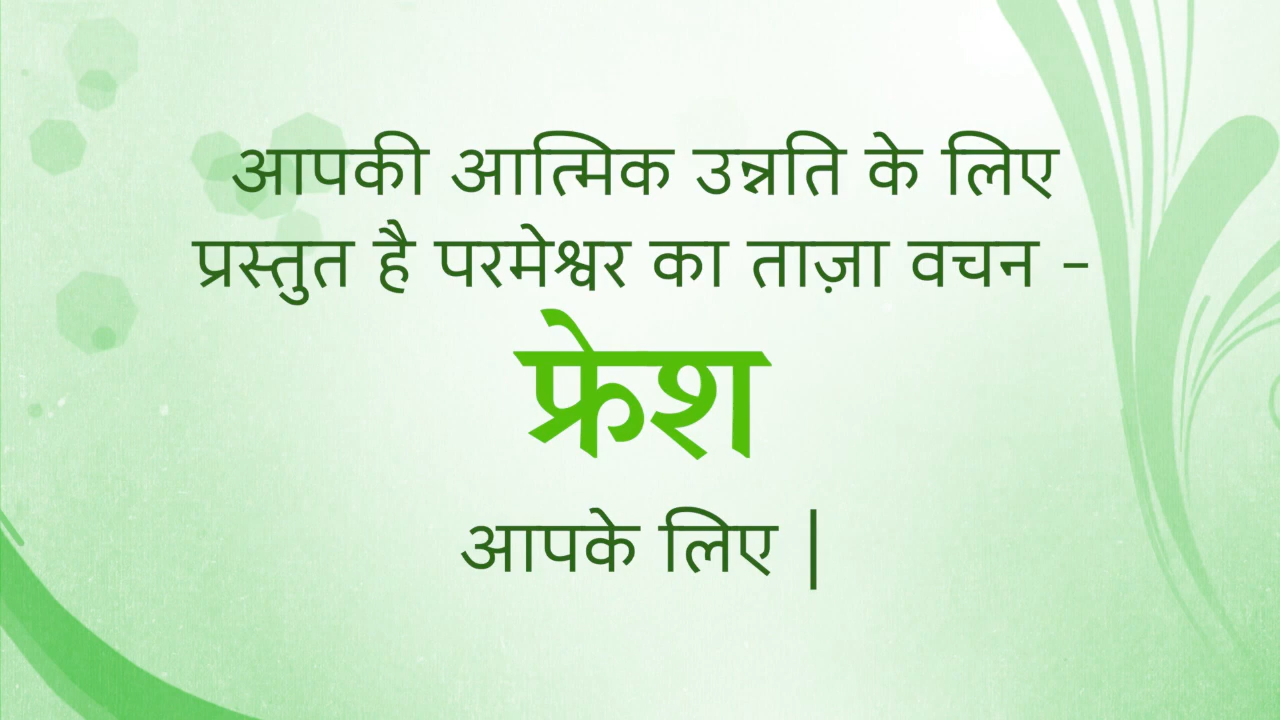 आपकी आत्मिक उन्नति के लिए
प्रस्तुत है परमेश्वर का ताज़ा वचन –
फ्रेश
आपके लिए |